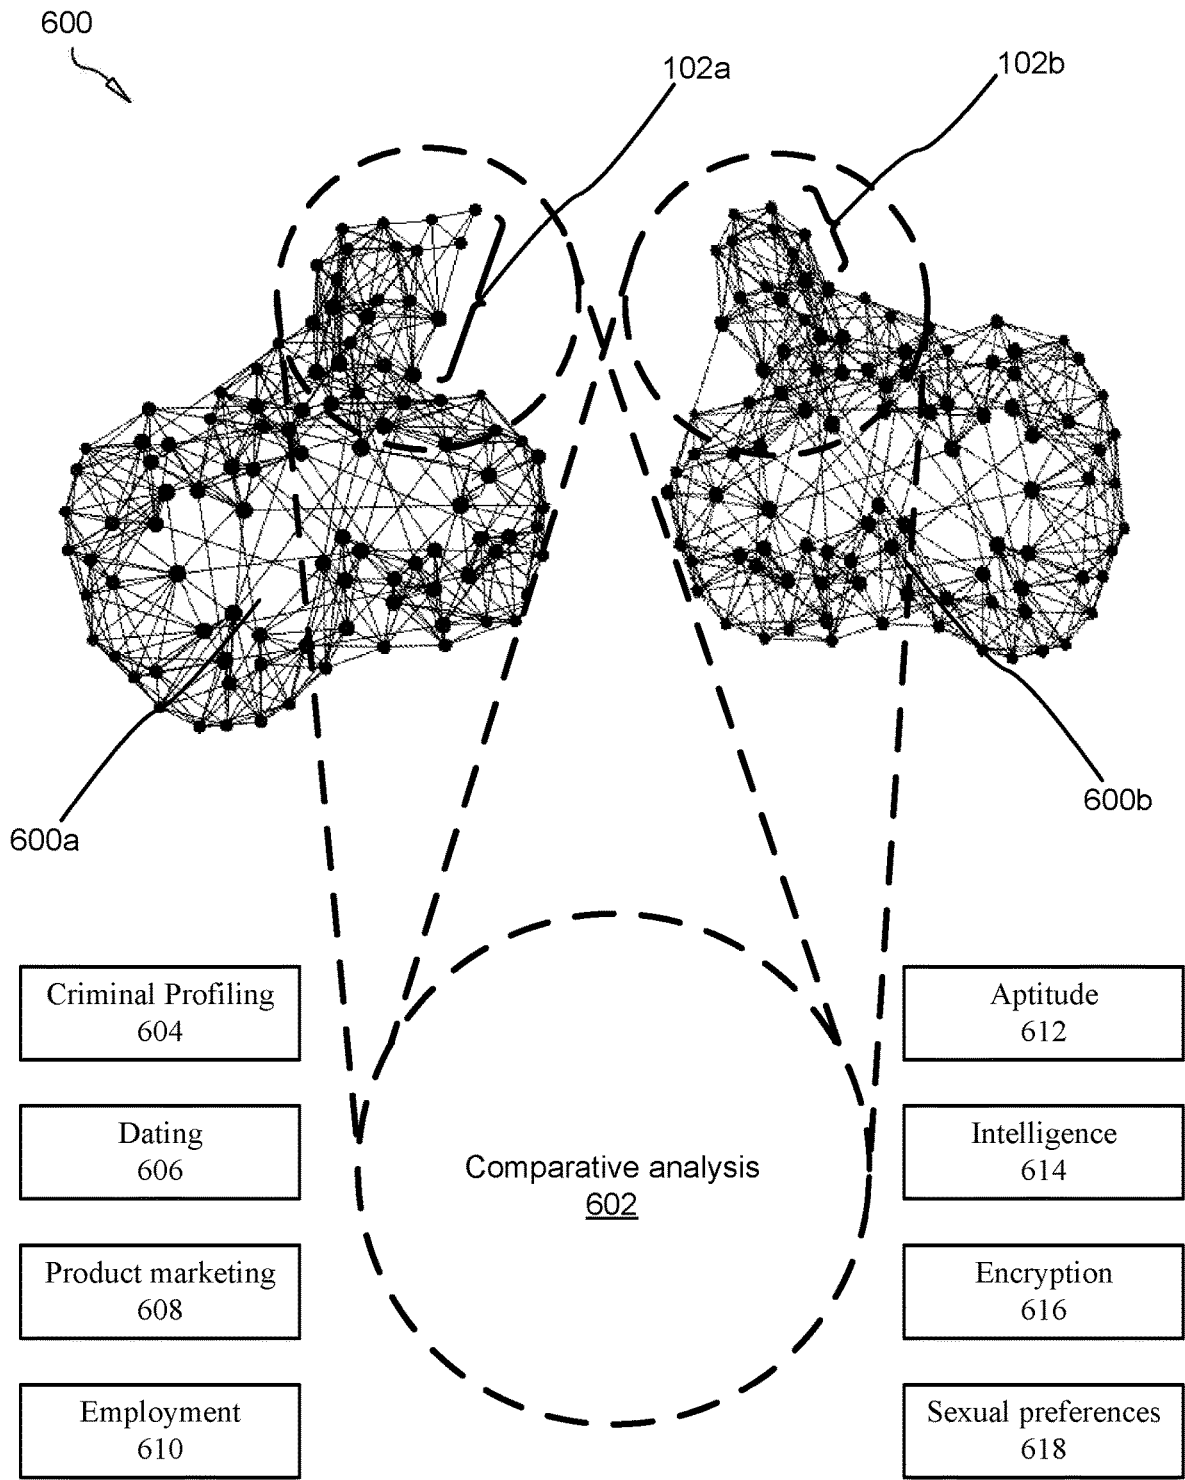 600
102a
102b
600a
600b
Criminal Profiling
604
Dating
606
Product marketing
608
Employment
610
Comparative analysis
602
Aptitude
612
Intelligence
614
Encryption
616
Sexual preferences
618